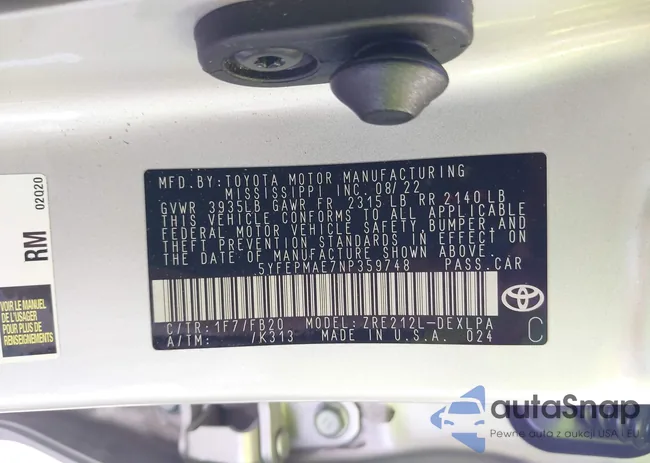 02020
RM
VOIR LE MANUEL
DE L'USAGER
POUR PLUS DE
RENSEIGNEMENTS
MFD.BY:TOYOTA MOTOR MANUFACTURING
MISSISSIPPI INC. 08/22
GVWR 3935LB GAWR FR 2315 LB RR 2140 LB
THIS VEHICLE CONFORMS TO ALL APPLICABLE
FEDERAL MOTOR VEHICLE SAFETY,BUMPER,AND
THEFT PREVENTION STANDARDS IN EFFECT
ON THE DATE OF MANUFACTURE SHOWN ABOVE.
5YFEPMAE7NP359748 PASS.CAR
C/TR:1F7/FB20 MODEL:ZRE212L-DEXLPA
A/TM: /K313 MADE IN U.S.A. 024
C
autoSnap
Pewne auta z aukcji USA i EU